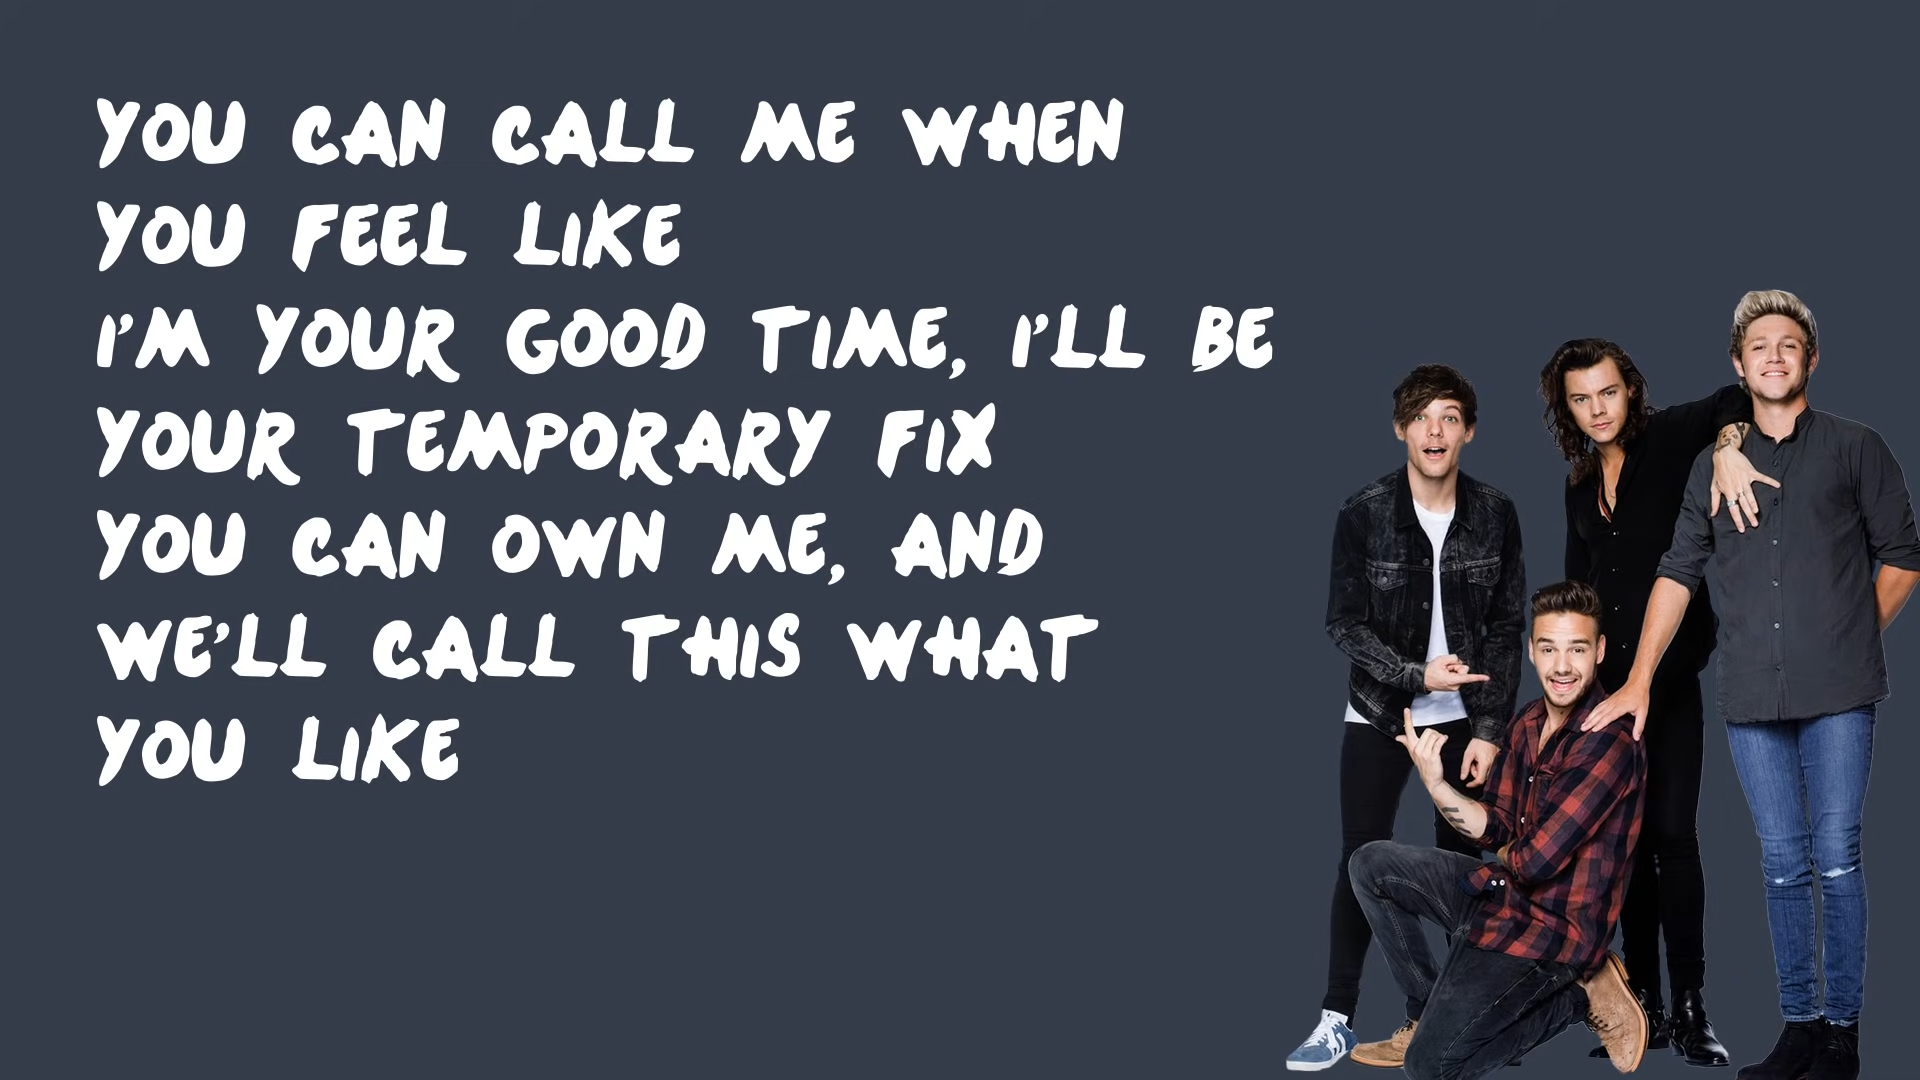 YOU CAN CALL ME WHEN
YOU FEEL LIKE
I'M YOUR GOOD TIME, I'LL BE
YOUR TEMPORARY FIX
YOU CAN OWN ME, AND
WE'LL CALL THIS WHAT
YOU LIKE